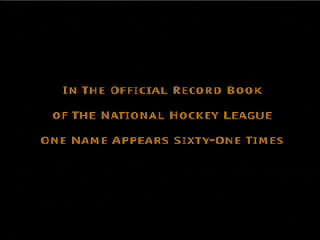 In The Official Record Book
of The National Hockey League
One Name Appears Sixty-One Times